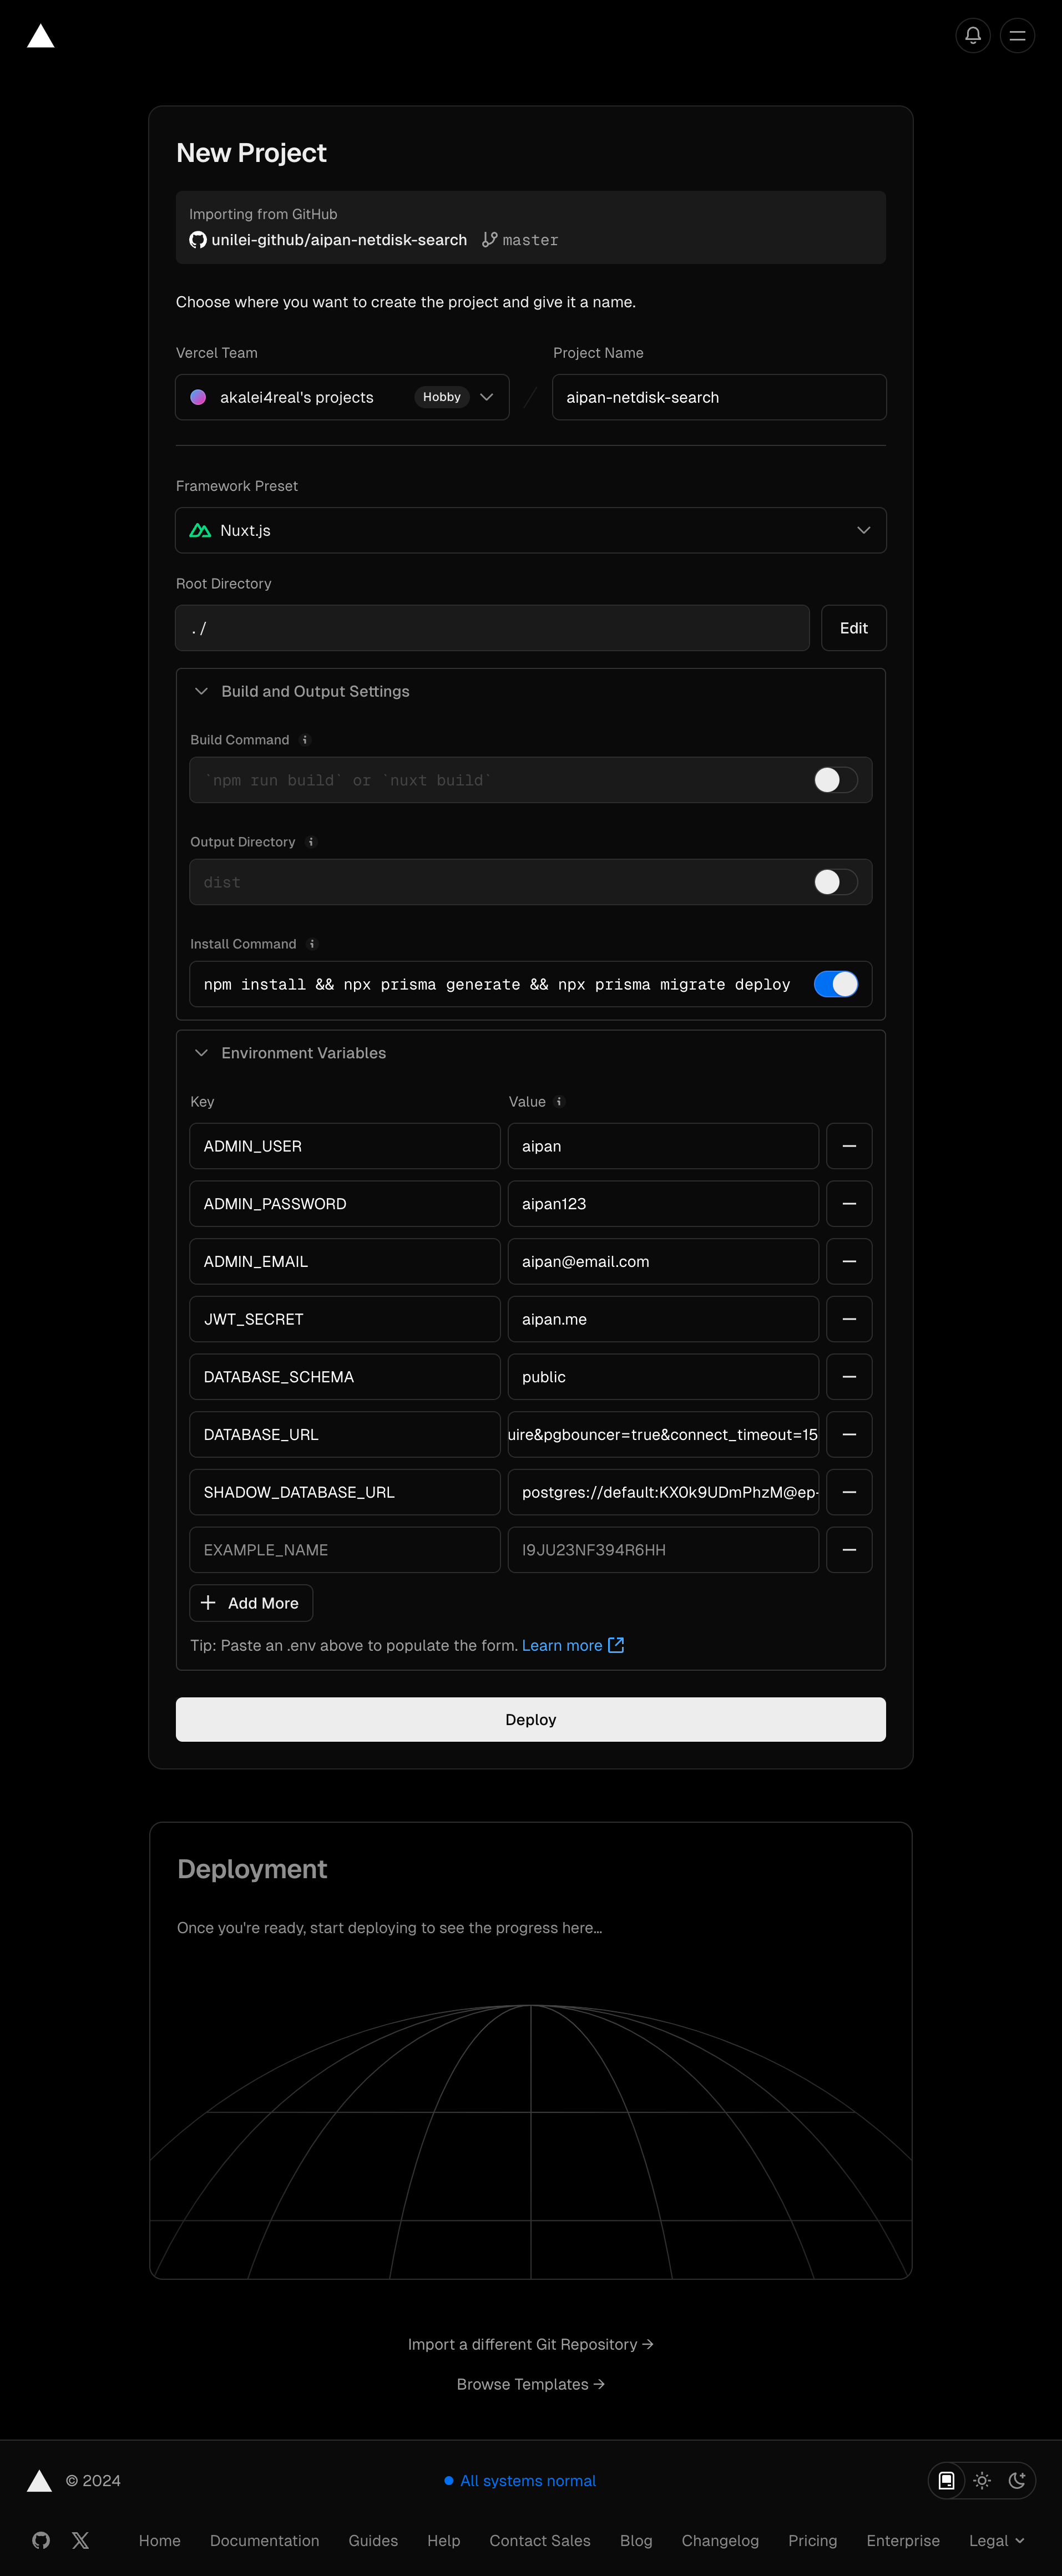 New Project
Importing from GitHub
unilei-github/aipan-netdisk-search master
Choose where you want to create the project and give it a name.
Vercel Team
Project Name
akalei4real's projects Hobby
aipan-netdisk-search
Framework Preset
Nuxt.js
Root Directory
./
Edit
Build and Output Settings
Build Command
`npm run build` or `nuxt build`
Output Directory
dist
Install Command
npm install && npx prisma generate && npx prisma migrate deploy
Environment Variables
Key Value
ADMIN_USER aipan
ADMIN_PASSWORD aipan123
ADMIN_EMAIL aipan@email.com
JWT_SECRET aipan.me
DATABASE_SCHEMA public
DATABASE_URL uire&pgbouncer=true&connect_timeout=15
SHADOW_DATABASE_URL postgres://default:KX0k9UDmPhzM@ep-
EXAMPLE_NAME I9JU23NF394R6HH
Add More
Tip: Paste an .env above to populate the form. Learn more
Deploy
Deployment
Once you're ready, start deploying to see the progress here...
Import a different Git Repository →
Browse Templates →
© 2024
All systems normal
Home Documentation Guides Help Contact Sales Blog Changelog Pricing Enterprise Legal